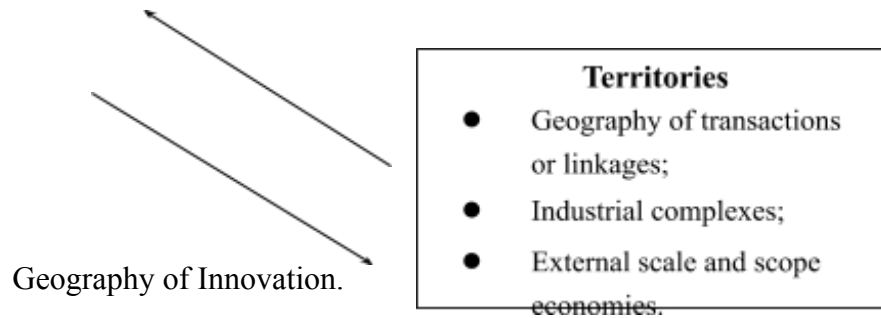 Territories
● Geography of transactions
or linkages;
● Industrial complexes;
● External scale and scope
economies.
Geography of Innovation.